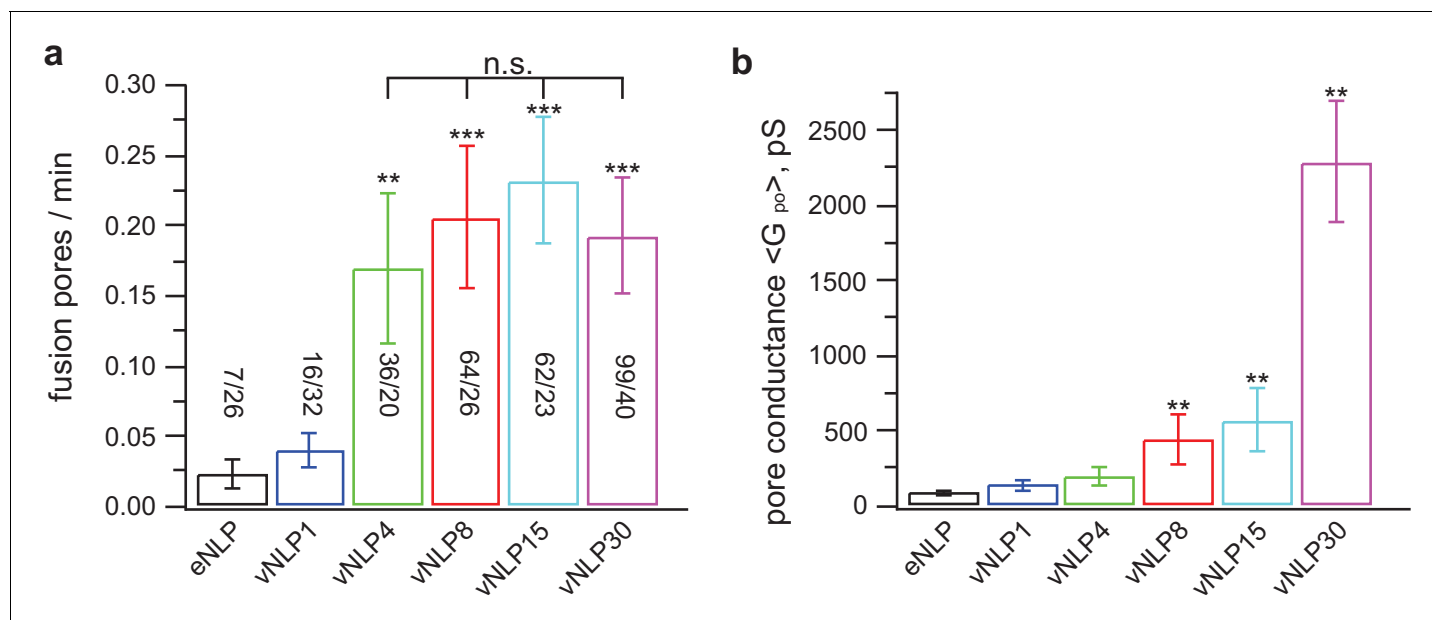 a
n.s.
0.30
0.25
0.20
0.15
0.10
0.05
0.00
fusion pores / min
**
***
***
***
7/26
16/32
36/20
64/26
62/23
99/40
eNLP
vNLP1
vNLP4
vNLP8
vNLP15
vNLP30
b
2500
2000
1500
1000
500
0
pore conductance <G po>, pS
**
**
**
eNLP
vNLP1
vNLP4
vNLP8
vNLP15
vNLP30